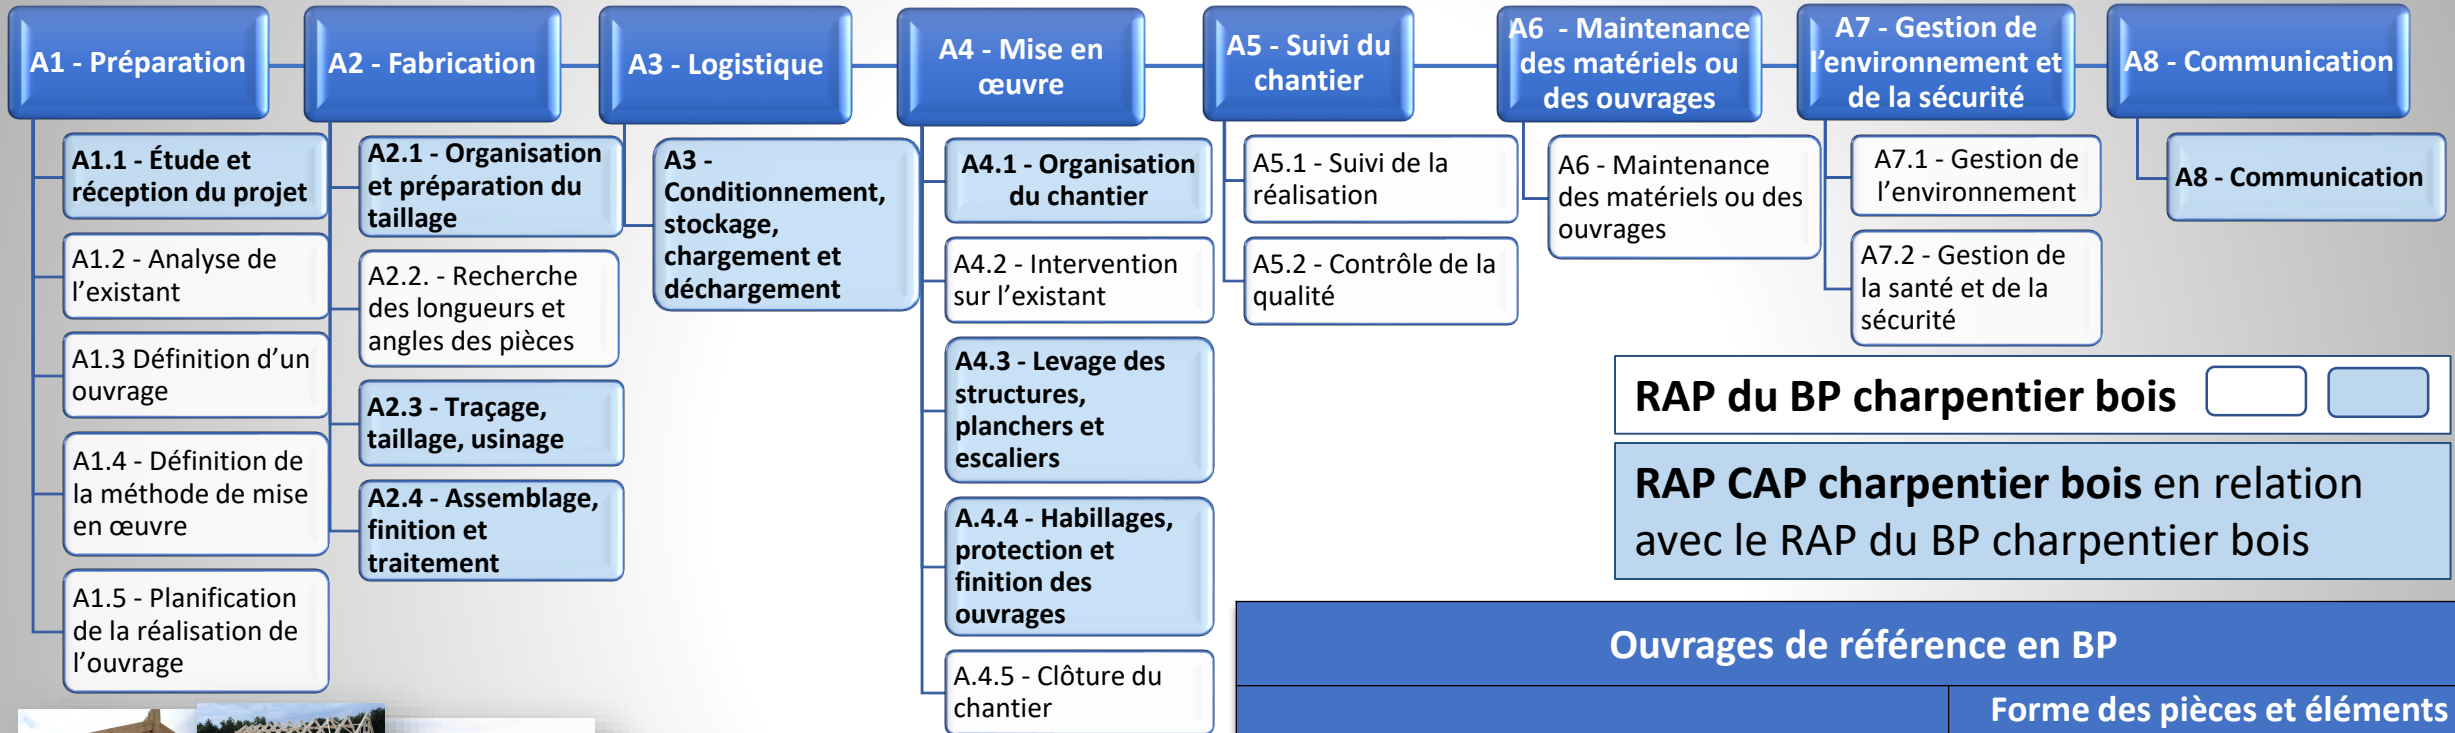 A1 - Préparation
A2 - Fabrication
A3 - Logistique
A4 - Mise en
œuvre
A5 - Suivi du
chantier
A6  - Maintenance
des matériels ou
des ouvrages
A7 - Gestion de
l’environnement et
de la sécurité
A8 - Communication
A1.1 - Étude et
réception du projet
A1.2 - Analyse de
l’existant
A1.3 Définition d’un
ouvrage
A1.4 - Définition de
la méthode de mise
en œuvre
A1.5 - Planification
de la réalisation de
l’ouvrage
A2.1 - Organisation
et préparation du
taillage
A2.2. - Recherche
des longueurs et
angles des pièces
A2.3 - Traçage,
taillage, usinage
A2.4 - Assemblage,
finition et
traitement
A3 -
Conditionnement,
stockage,
chargement et
déchargement
A4.1 - Organisation
du chantier
A4.2 - Intervention
sur l’existant
A4.3 - Levage des
structures,
planchers et
escaliers
A.4.4 - Habillages,
protection et
finition des
ouvrages
A.4.5 - Clôture du
chantier
A5.1 - Suivi de la
réalisation
A5.2 - Contrôle de la
qualité
A6 - Maintenance
des matériels ou des
ouvrages
A7.1 - Gestion de
l’environnement
A7.2 - Gestion de
la santé et de la
sécurité
A8 - Communication
RAP du BP charpentier bois
RAP CAP charpentier bois en relation
avec le RAP du BP charpentier bois
Ouvrages de référence en BP
Forme des pièces et éléments